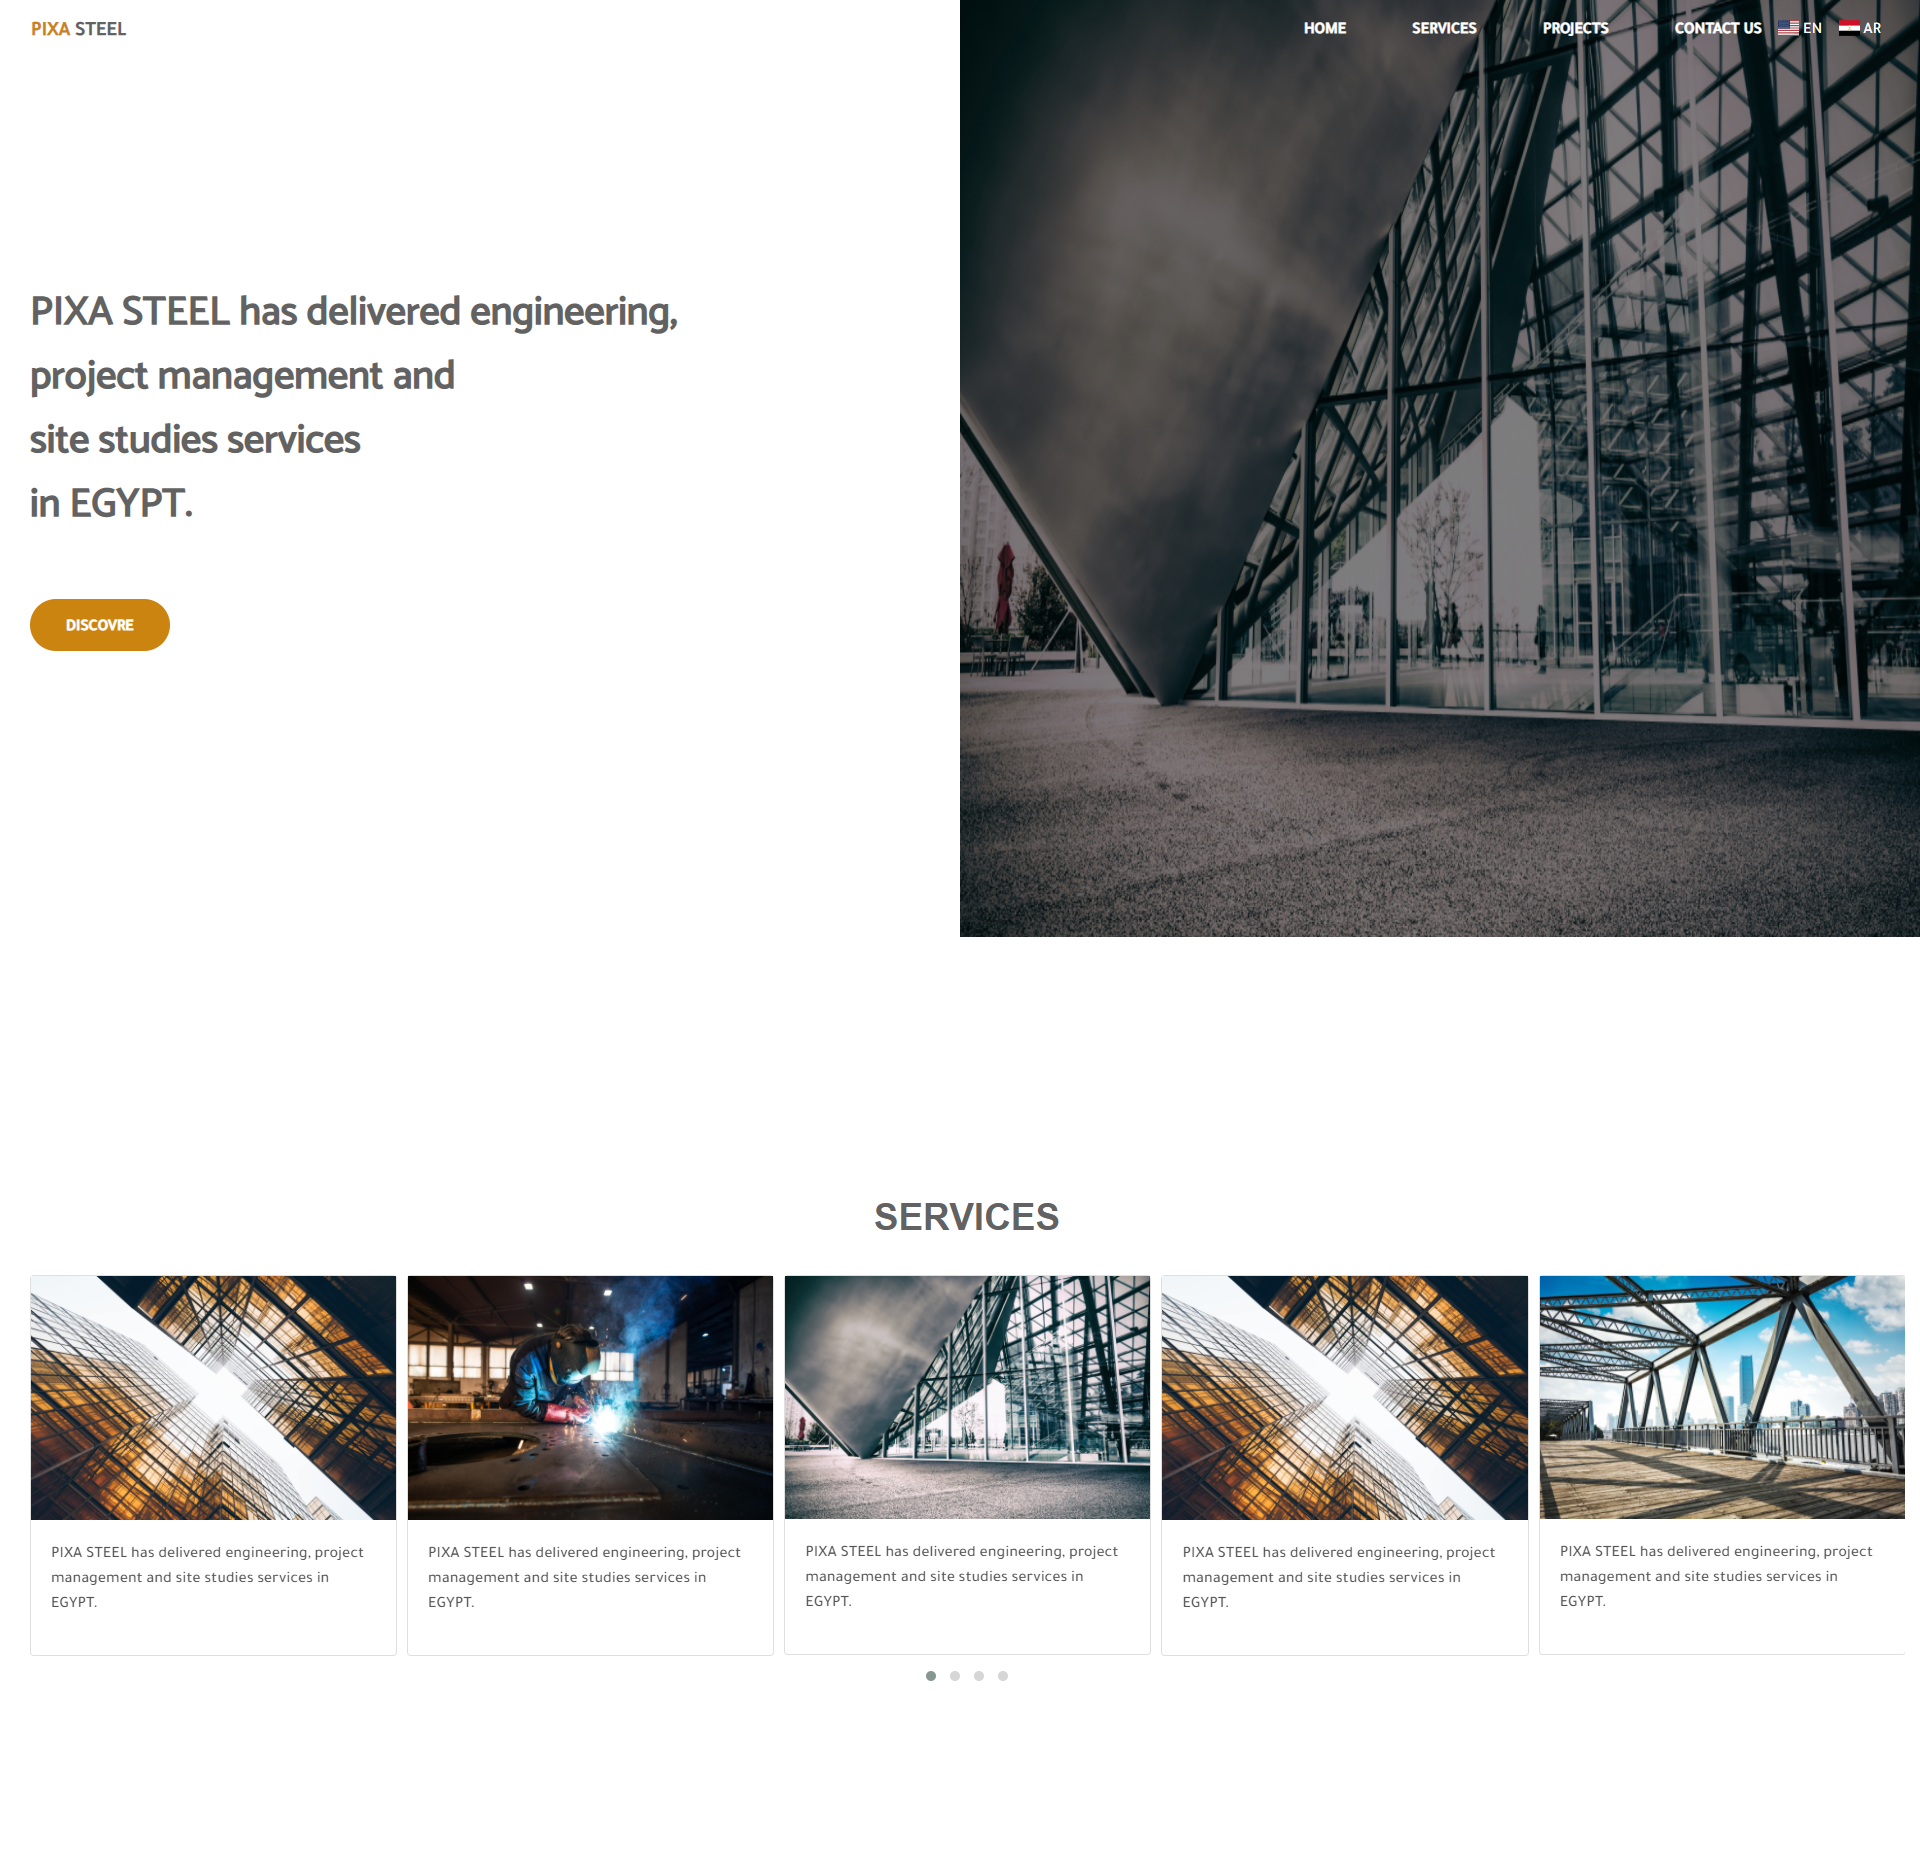 PIXA STEEL
HOME SERVICES PROJECTS CONTACT US EN AR
PIXA STEEL has delivered engineering,
project management and
site studies services
in EGYPT.
DISCOVRE
SERVICES
PIXA STEEL has delivered engineering, project
management and site studies services in
EGYPT.
PIXA STEEL has delivered engineering, project
management and site studies services in
EGYPT.
PIXA STEEL has delivered engineering, project
management and site studies services in
EGYPT.
PIXA STEEL has delivered engineering, project
management and site studies services in
EGYPT.
PIXA STEEL has delivered engineering, project
management and site studies services in
EGYPT.